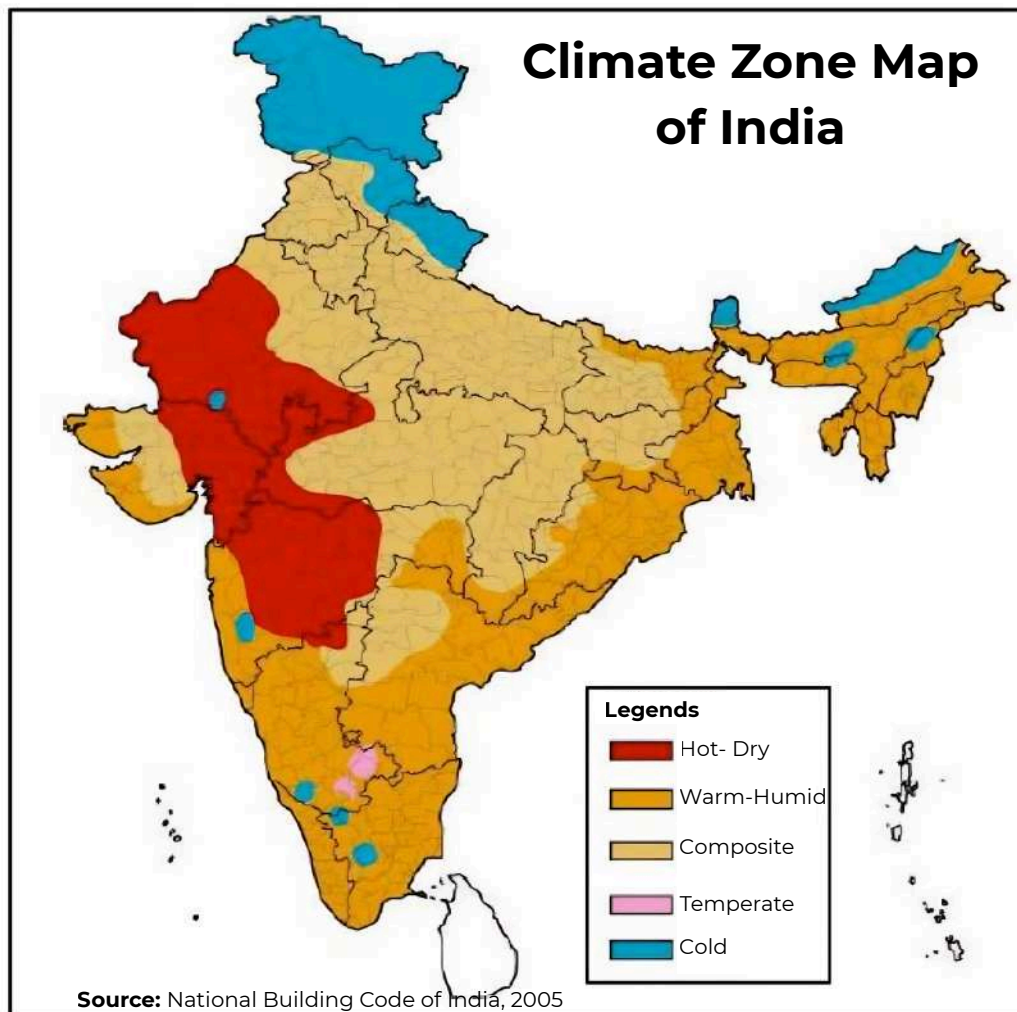 Climate Zone Map
of India
Legends
Hot- Dry
Warm-Humid
Composite
Temperate
Cold
Source: National Building Code of India, 2005